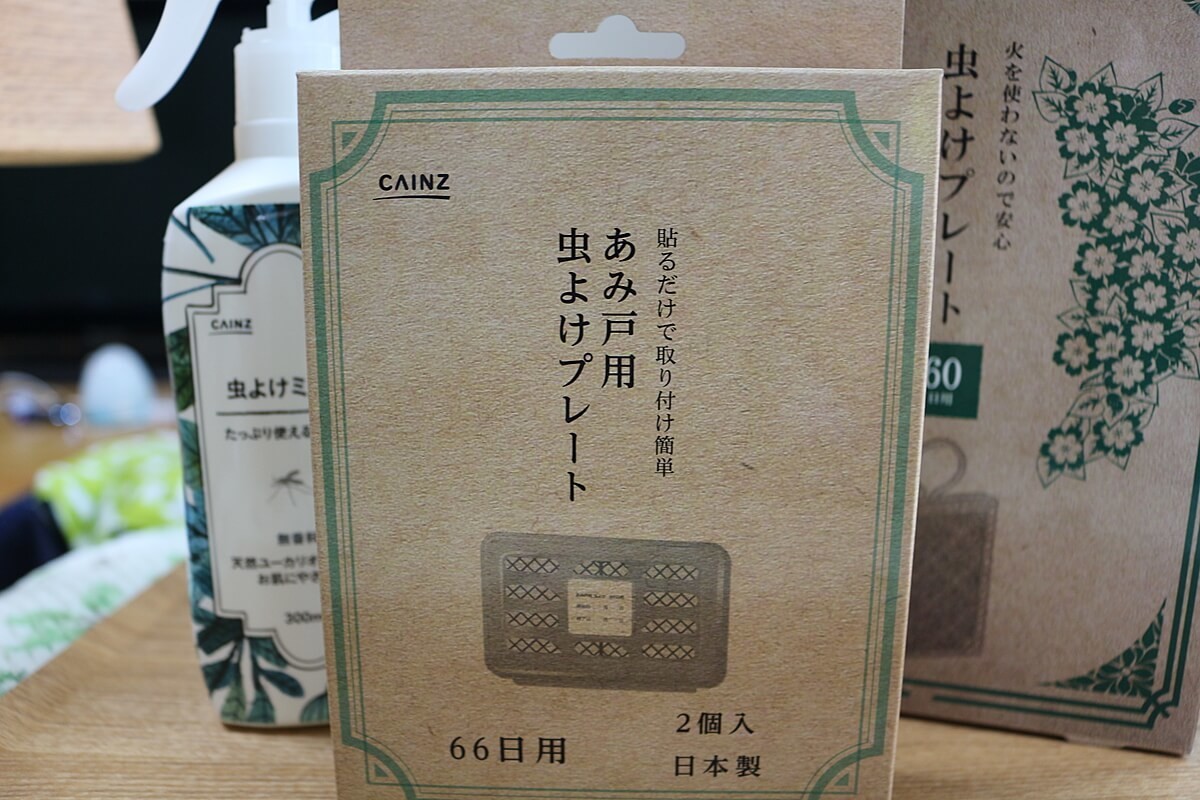 CAINZ
貼るだけで取り付け簡単
あみ戸用
虫よけプレート
66日用
2個入
日本製
CAINZ
虫よけミ
たっぷり使える
無香料
天然ユーカリオ
お肌にやさ
300m
火を使わないので安心
虫よけプレート
60
日用